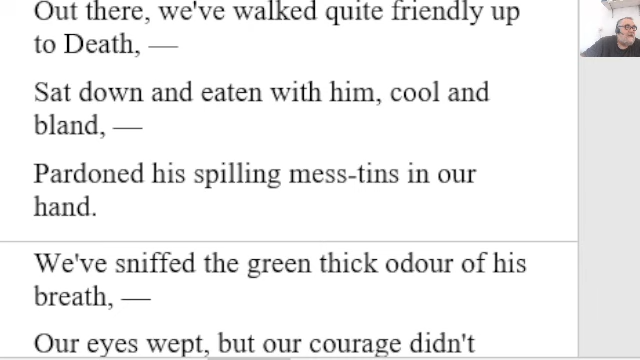 Out there, we've walked quite friendly up
to Death, —
Sat down and eaten with him, cool and
bland, —
Pardoned his spilling mess-tins in our
hand.
We've sniffed the green thick odour of his
breath, —
Our eyes wept, but our courage didn't